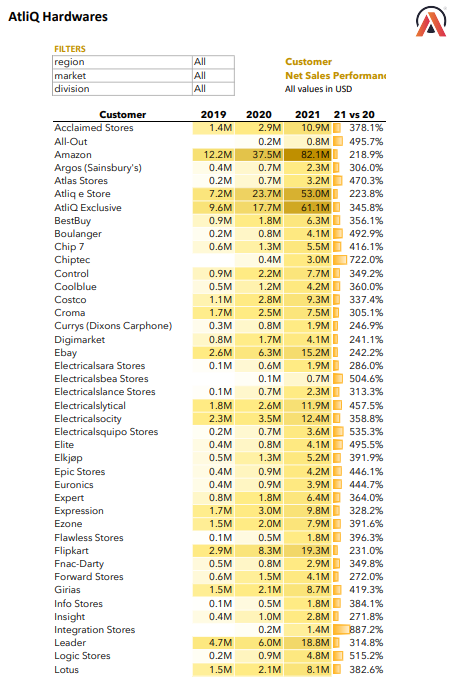 AtliQ Hardwares
FILTERS
region All
market All
division All
Customer
Net Sales Performan
All values in USD
Customer 2019 2020 2021 21 vs 20
Acclaimed Stores 1.4M 2.9M 10.9M 378.1%
All-Out 0.2M 0.8M 495.7%
Amazon 12.2M 37.5M 82.1M 218.9%
Argos (Sainsbury's) 0.4M 0.7M 2.3M 306.0%
Atlas Stores 0.2M 0.7M 3.2M 470.3%
Atliq e Store 7.2M 23.7M 53.0M 223.8%
AtliQ Exclusive 9.6M 17.7M 61.1M 345.8%
BestBuy 0.9M 1.8M 6.3M 356.1%
Boulanger 0.2M 0.8M 4.1M 492.9%
Chip 7 0.6M 1.3M 5.5M 416.1%
Chiptec 0.4M 3.0M 722.0%
Control 0.9M 2.2M 7.7M 349.2%
Coolblue 0.5M 1.2M 4.2M 360.0%
Costco 1.1M 2.8M 9.3M 337.4%
Croma 1.7M 2.5M 7.5M 305.1%
Currys (Dixons Carphone) 0.3M 0.8M 1.9M 246.9%
Digimarket 0.8M 1.7M 4.1M 241.1%
Ebay 2.6M 6.3M 15.2M 242.2%
Electricalsara Stores 0.1M 0.6M 1.9M 286.0%
Electricalsbea Stores 0.1M 0.7M 504.6%
Electricalslance Stores 0.1M 0.7M 2.3M 313.3%
Electricalslytical 1.8M 2.6M 11.9M 457.5%
Electricalsocity 2.3M 3.5M 12.4M 358.8%
Electricalsquipo Stores 0.2M 0.7M 3.6M 535.3%
Elite 0.4M 0.8M 4.1M 495.5%
Elkjøp 0.5M 1.3M 5.2M 391.9%
Epic Stores 0.4M 0.9M 4.2M 446.1%
Euronics 0.4M 0.9M 3.9M 444.7%
Expert 0.8M 1.8M 6.4M 364.0%
Expression 1.7M 3.0M 9.8M 328.2%
Ezone 1.5M 2.0M 7.9M 391.6%
Flawless Stores 0.1M 0.5M 1.8M 396.3%
Flipkart 2.9M 8.3M 19.3M 231.0%
Fnac-Darty 0.5M 0.8M 2.9M 349.8%
Forward Stores 0.6M 1.5M 4.1M 272.0%
Girias 1.5M 2.1M 8.7M 419.3%
Info Stores 0.1M 0.5M 1.8M 384.1%
Insight 0.4M 1.0M 2.8M 271.8%
Integration Stores 0.2M 1.4M 887.2%
Leader 4.7M 6.0M 18.8M 314.8%
Logic Stores 0.2M 0.9M 4.8M 515.2%
Lotus 1.5M 2.1M 8.1M 382.6%